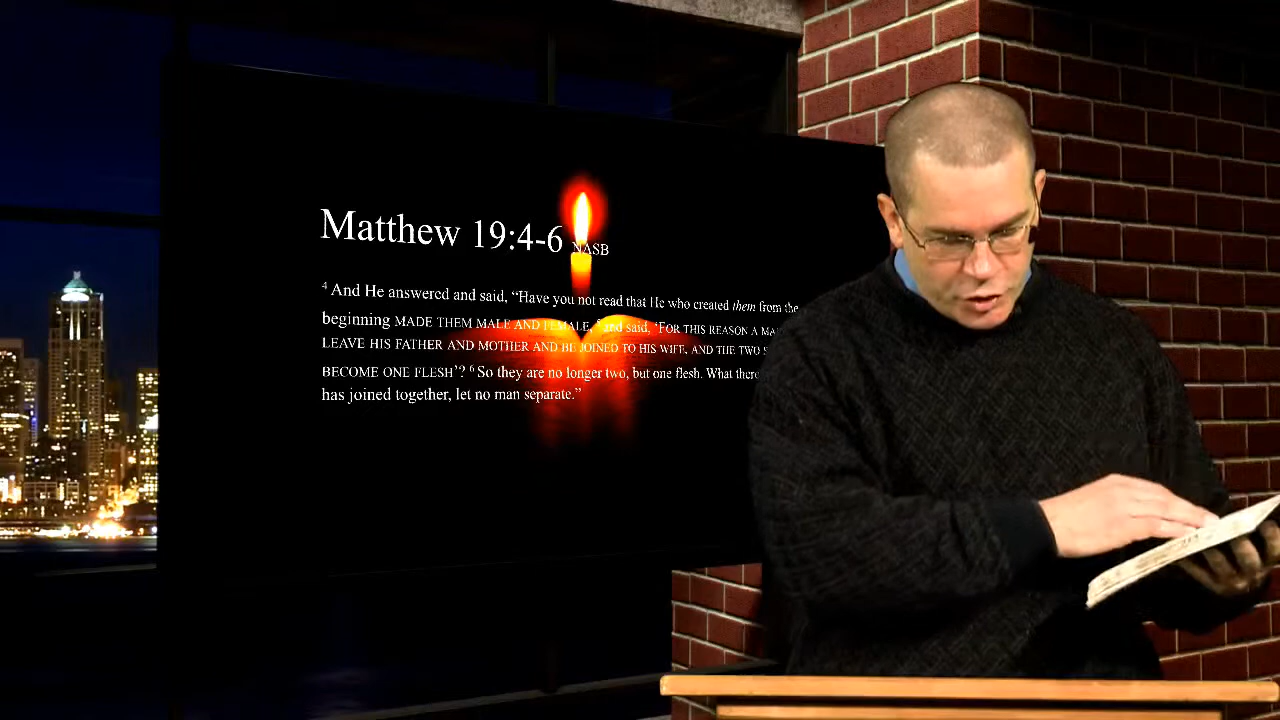 Matthew 19:4-6 NASB
4 And He answered and said, “Have you not read that He who created them from the
beginning MADE THEM MALE AND FEMALE, 5 and said, ‘FOR THIS REASON A
LEAVE HIS FATHER AND MOTHER AND BE JOINED TO HIS WIFE, AND THE TWO
BECOME ONE FLESH’? 6 So they are no longer two, but one flesh. What
has joined together, let no man separate.”